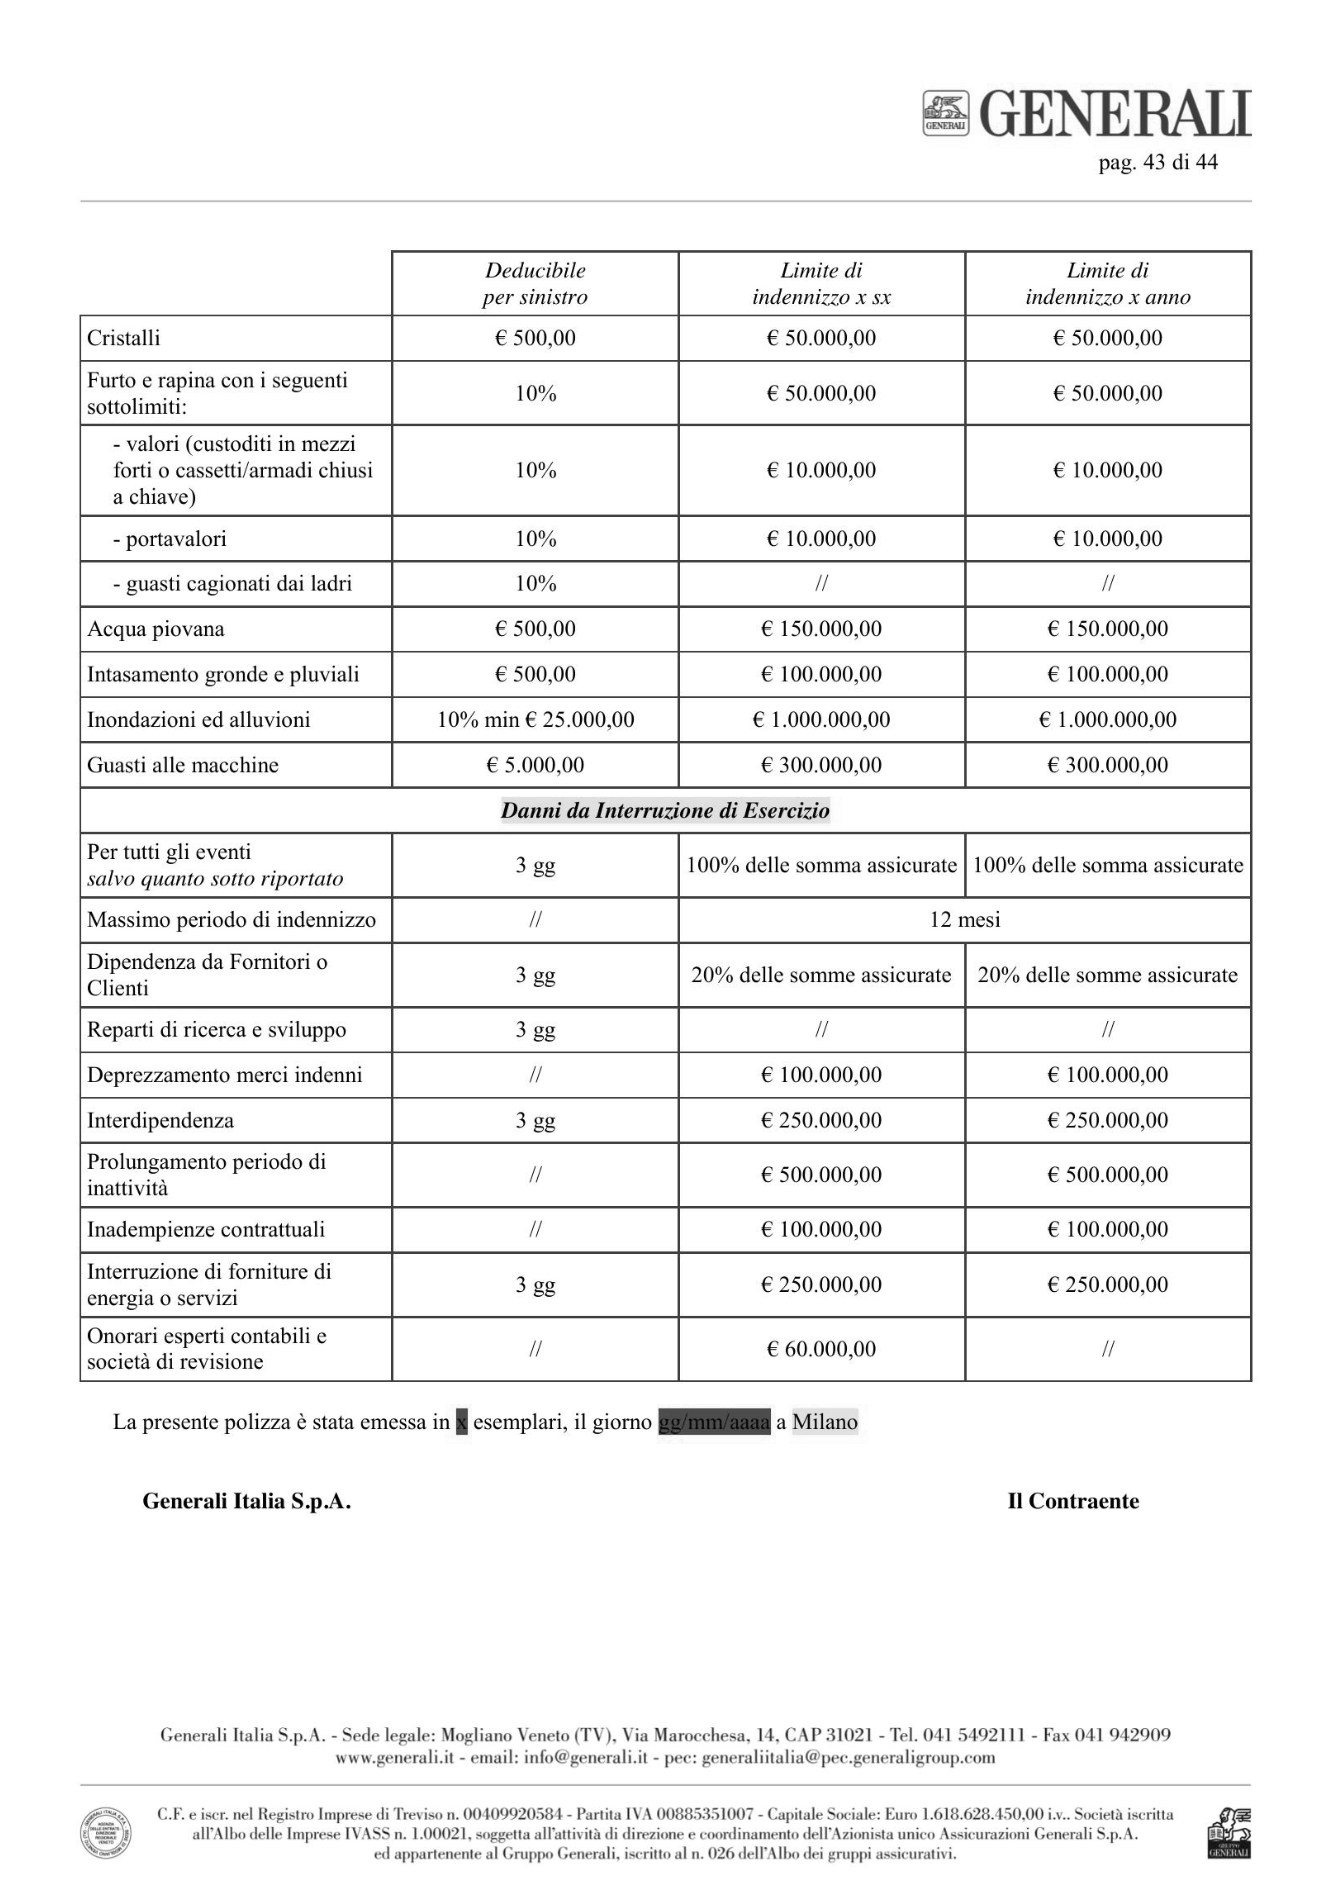 GENERALI
GENERALI
pag. 43 di 44
Deducibile
per sinistro
Limite di
indennizzo x sx
Limite di
indennizzo x anno
Cristalli
€ 500,00
€ 50.000,00
€ 50.000,00
Furto e rapina con i seguenti
sottolimiti:
10%
€ 50.000,00
€ 50.000,00
- valori (custoditi in mezzi
forti o cassetti/armadi chiusi
a chiave)
10%
€ 10.000,00
€ 10.000,00
- portavalori
10%
€ 10.000,00
€ 10.000,00
- guasti cagionati dai ladri
10%
//
//
Acqua piovana
€ 500,00
€ 150.000,00
€ 150.000,00
Intasamento gronde e pluviali
€ 500,00
€ 100.000,00
€ 100.000,00
Inondazioni ed alluvioni
10% min € 25.000,00
€ 1.000.000,00
€ 1.000.000,00
Guasti alle macchine
€ 5.000,00
€ 300.000,00
€ 300.000,00
Danni da Interruzione di Esercizio
Per tutti gli eventi
salvo quanto sotto riportato
3 gg
100% delle somma assicurate
100% delle somma assicurate
Massimo periodo di indennizzo
//
12 mesi
Dipendenza da Fornitori o
Clienti
3 gg
20% delle somme assicurate
20% delle somme assicurate
Reparti di ricerca e sviluppo
3 gg
//
//
Deprezzamento merci indenni
//
€ 100.000,00
€ 100.000,00
Interdipendenza
3 gg
€ 250.000,00
€ 250.000,00
Prolungamento periodo di
inattività
//
€ 500.000,00
€ 500.000,00
Inadempienze contrattuali
//
€ 100.000,00
€ 100.000,00
Interruzione di forniture di
energia o servizi
3 gg
€ 250.000,00
€ 250.000,00
Onorari esperti contabili e
società di revisione
//
€ 60.000,00
//
La presente polizza è stata emessa in x esemplari, il giorno gg/mm/aaaa a Milano
Generali Italia S.p.A.
Il Contraente
Generali Italia S.p.A. - Sede legale: Mogliano Veneto (TV), Via Marocchesa, 14, CAP 31021 - Tel. 041 5492111 - Fax 041 942909
www.generali.it - email: info@generali.it - pec: generaliitalia@pec.generaligroup.com
C.F. e iscr. nel Registro Imprese di Treviso n. 00409920584 - Partita IVA 00885351007 - Capitale Sociale: Euro 1.618.628.450,00 i.v.. Società iscritta
all'Albo delle Imprese IVASS n. 1.00021, soggetta all'attività di direzione e coordinamento dell'Azionista unico Assicurazioni Generali S.p.A.
ed appartenente al Gruppo Generali, iscritto al n. 026 dell'Albo dei gruppi assicurativi.
GRUPPO
GENERALI